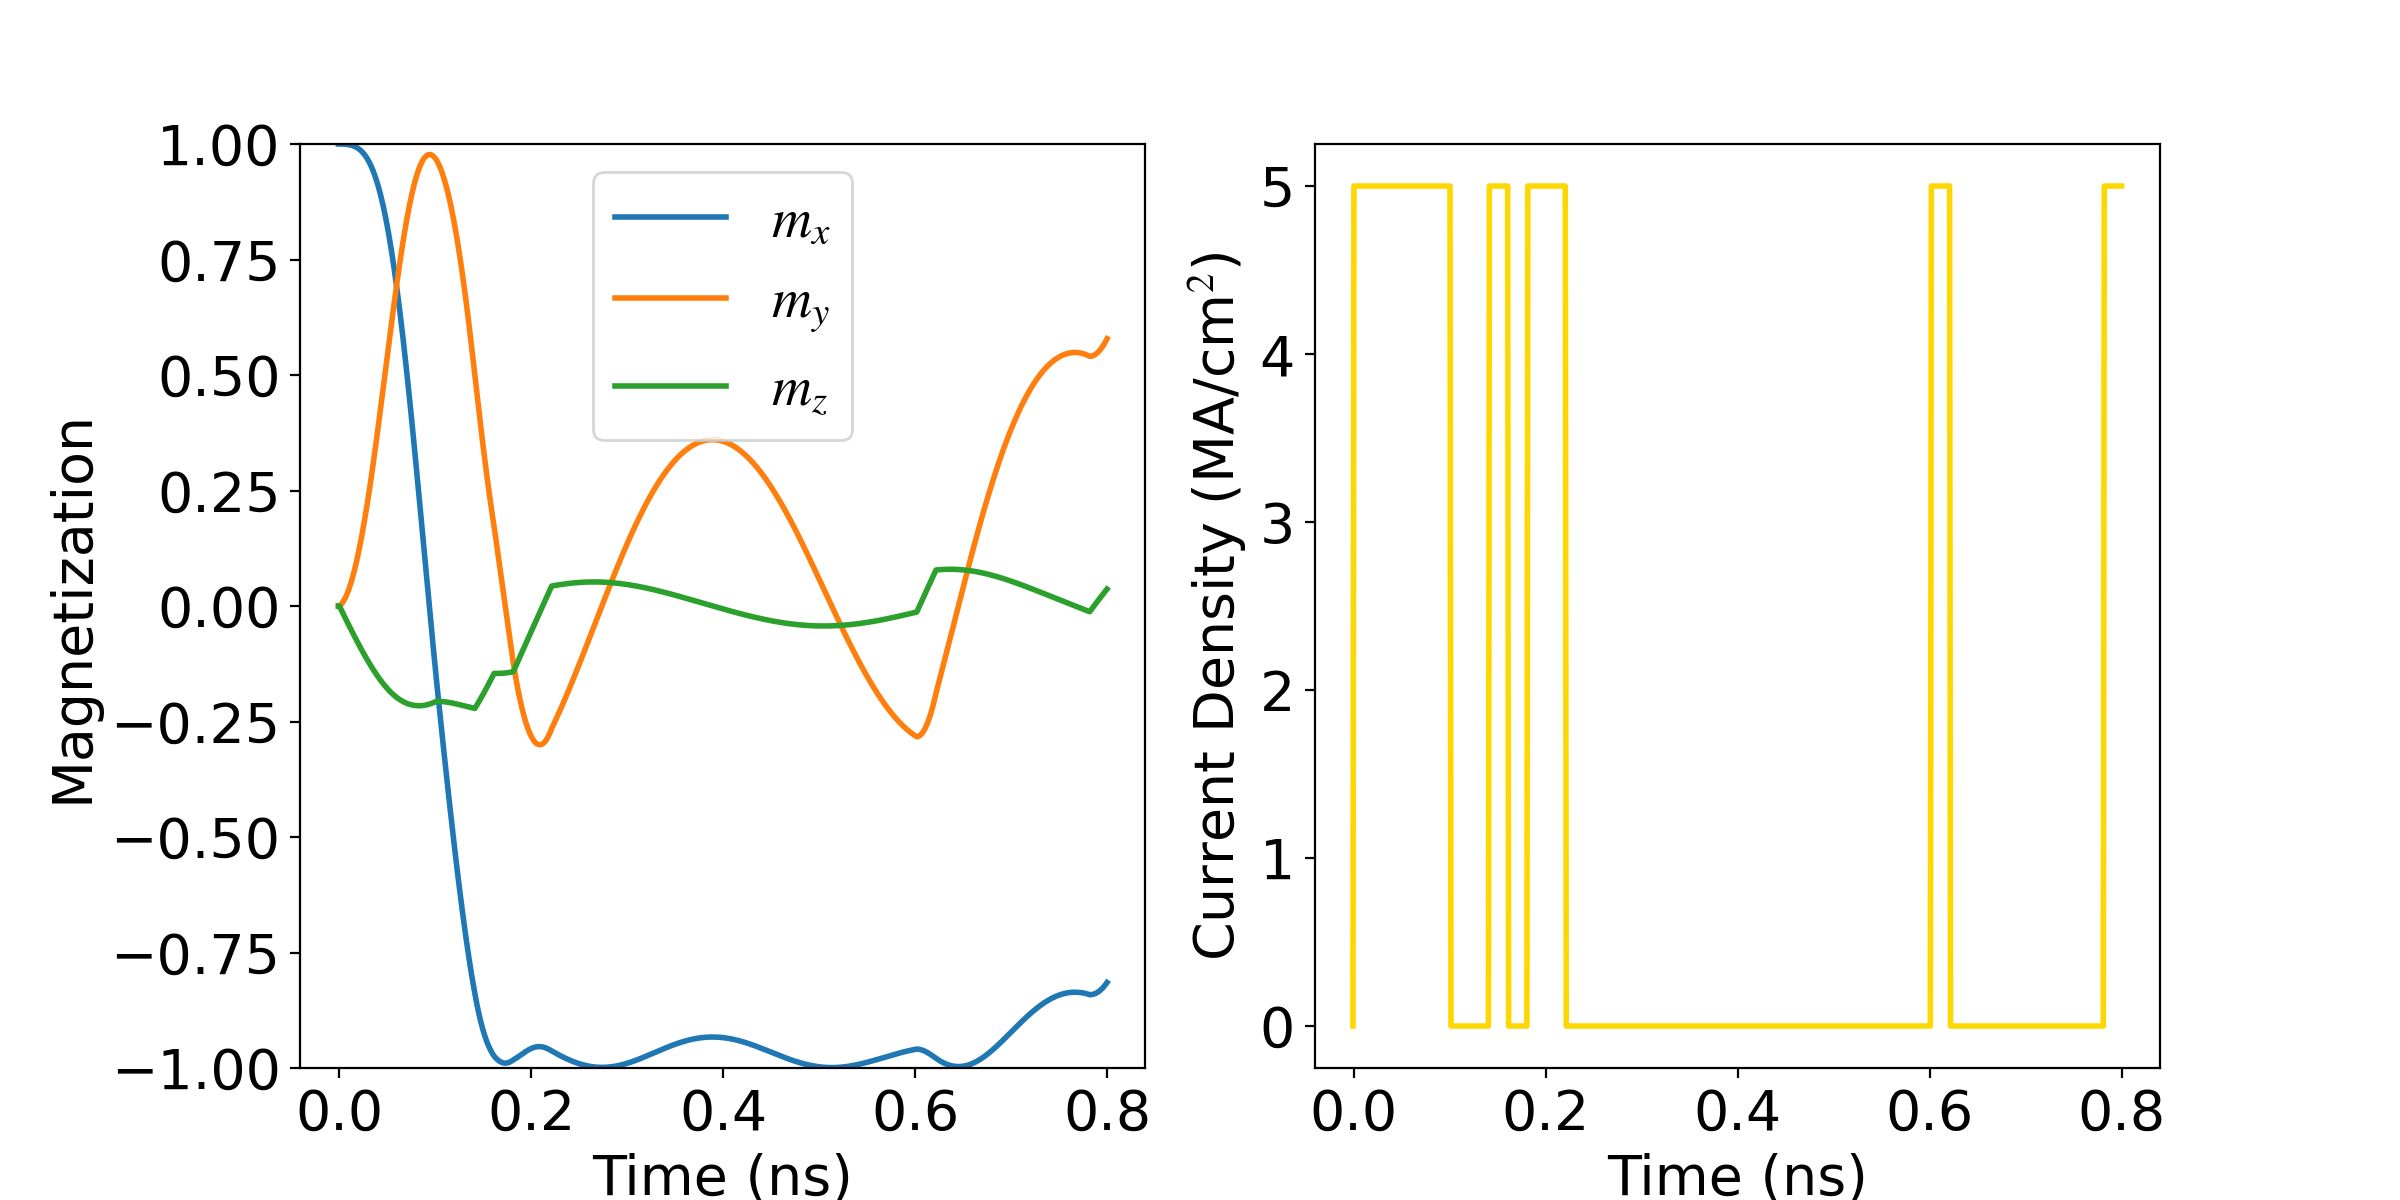 1.00
0.75
0.50
0.25
0.00
−0.25
−0.50
−0.75
−1.00
Magnetization
0.0 0.2 0.4 0.6 0.8
Time (ns)
m_x
m_y
m_z
5
4
3
2
1
0
Current Density (MA/cm²)
0.0 0.2 0.4 0.6 0.8
Time (ns)